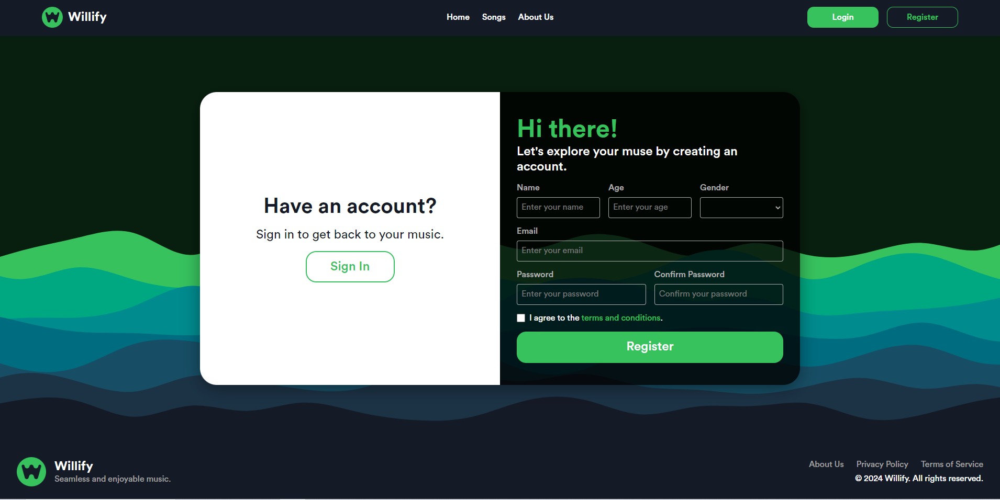 Willify
Home Songs About Us
Login Register
Have an account?
Sign in to get back to your music.
Sign In
Hi there!
Let's explore your muse by creating an
account.
Name Age Gender
Enter your name Enter your age
Email
Enter your email
Password Confirm Password
Enter your password Confirm your password
I agree to the terms and conditions.
Register
Willify
Seamless and enjoyable music.
About Us Privacy Policy Terms of Service
© 2024 Willify. All rights reserved.